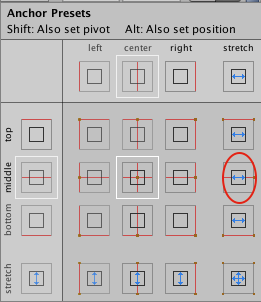 Anchor Presets
Shift: Also set pivot Alt: Also set position
left center right stretch
top
middle
bottom
stretch